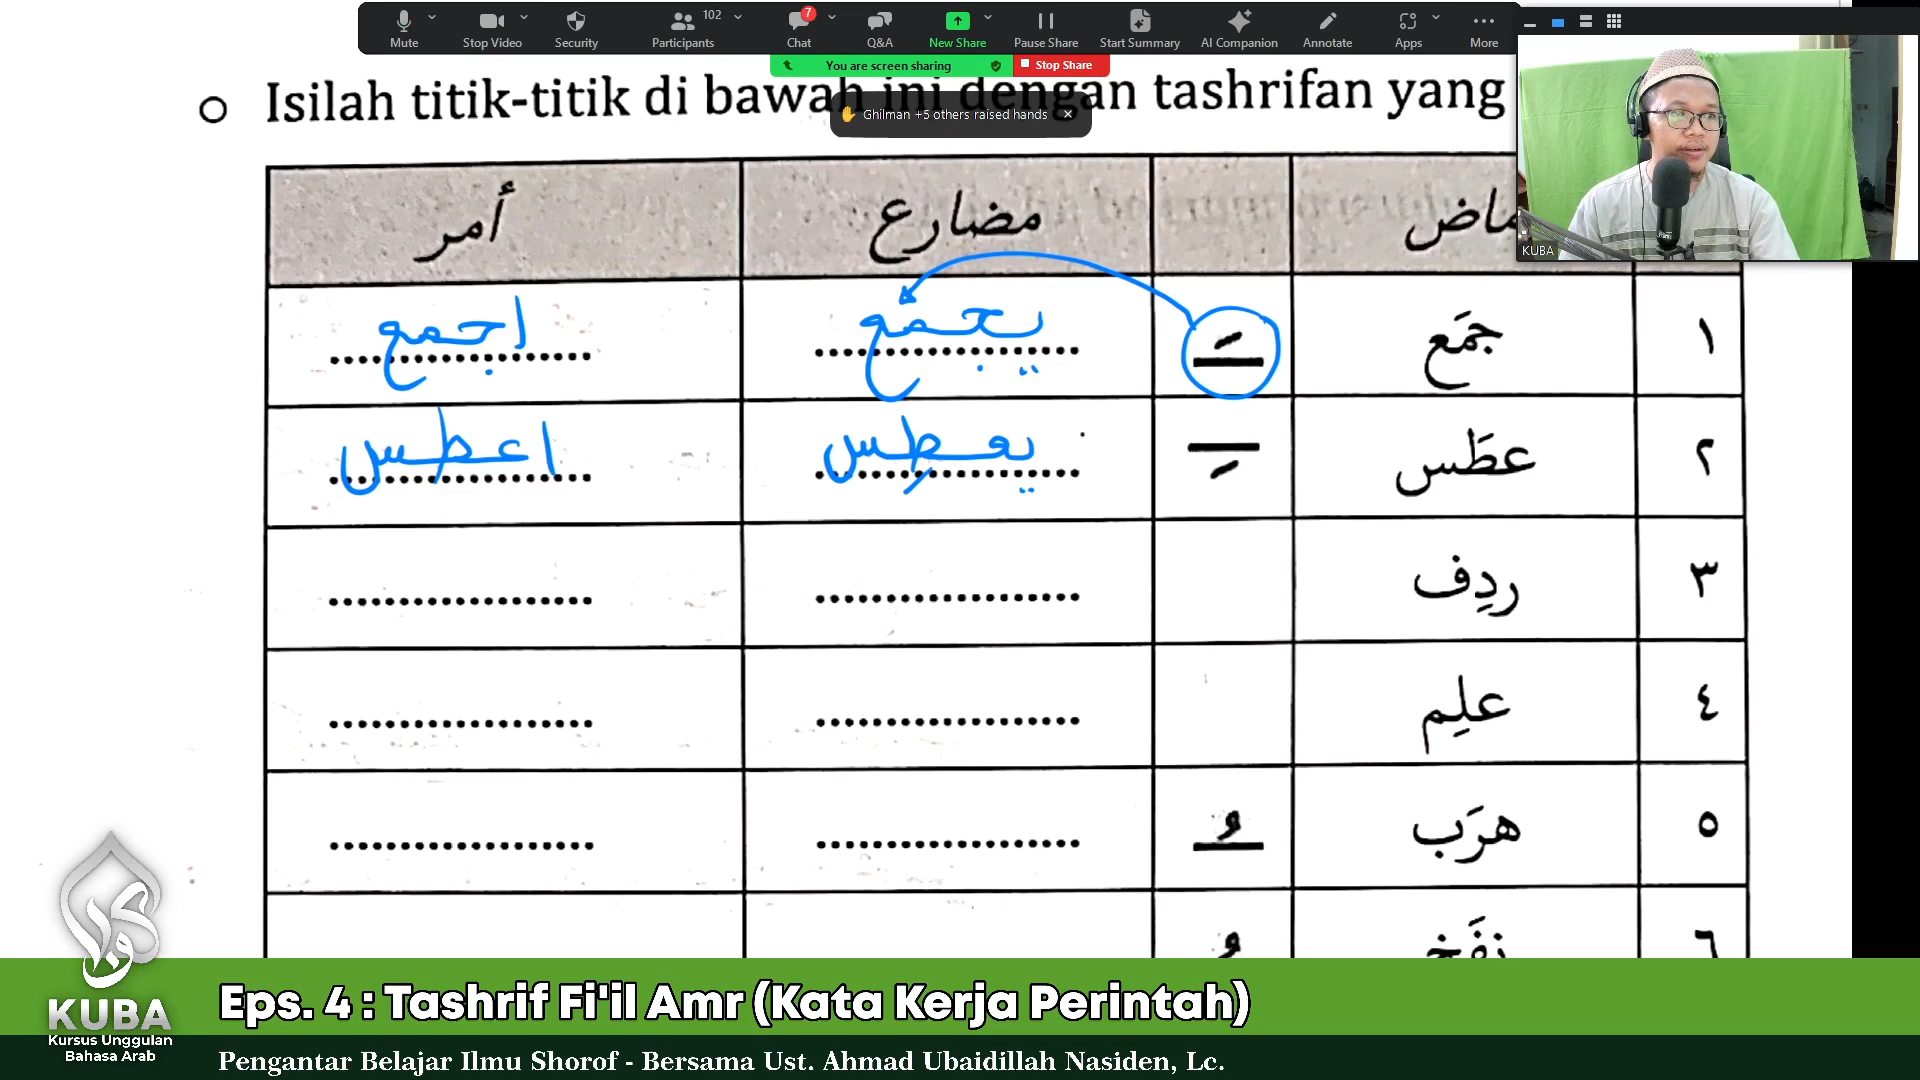 Mute
Stop Video
Security
Participants 102
Chat 7
Q&A
New Share
Pause Share
Start Summary
AI Companion
Annotate
Apps
More
You are screen sharing
Stop Share
Isilah titik-titik di bawah ini dengan tashrifan yang
Ghilman +5 others raised hands
KUBA
ماض مضارع أمر
١ جمَع ـَ يجمع اجمع
٢ عطَس ـِ يعطِس اعطس
٣ ردِف
٤ علِم
٥ هرَب ـُ
٦ نفَخ ـُ
KUBA
Kursus Unggulan
Bahasa Arab
Eps. 4 : Tashrif Fi'il Amr (Kata Kerja Perintah)
Pengantar Belajar Ilmu Shorof - Bersama Ust. Ahmad Ubaidillah Nasiden, Lc.